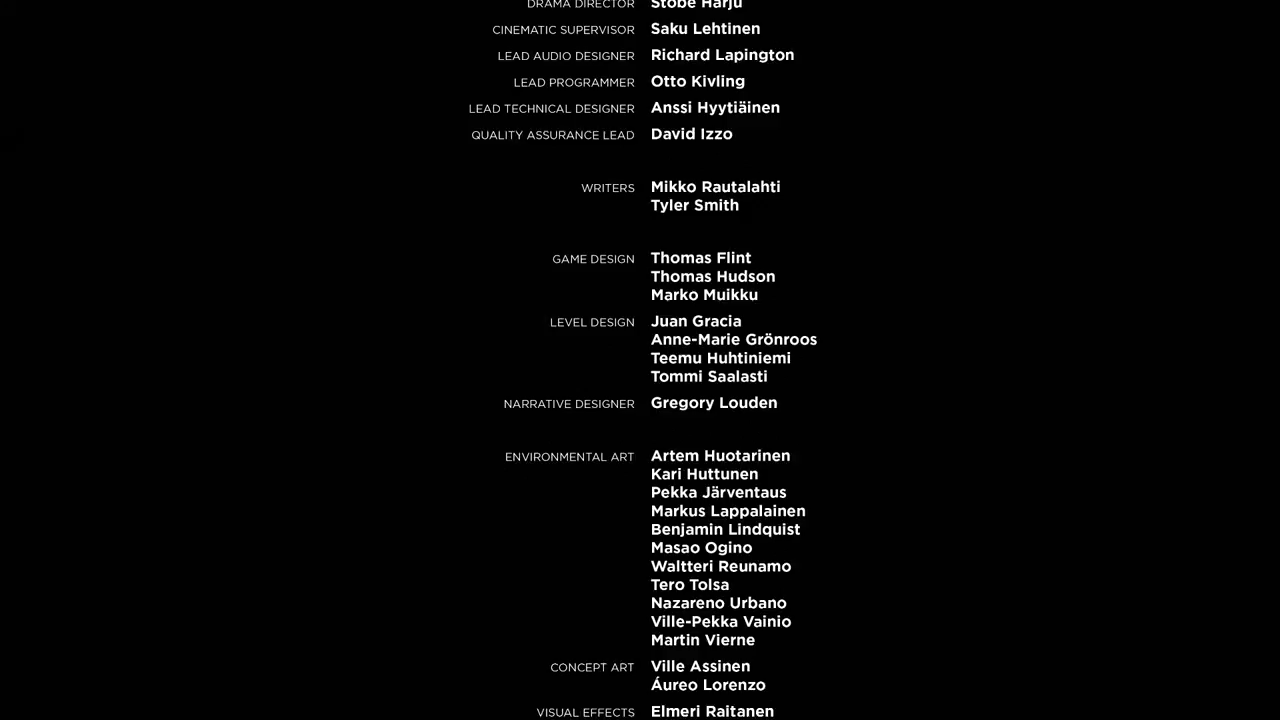 DRAMA DIRECTOR Stobe Harju
CINEMATIC SUPERVISOR Saku Lehtinen
LEAD AUDIO DESIGNER Richard Lapington
LEAD PROGRAMMER Otto Kivling
LEAD TECHNICAL DESIGNER Anssi Hyytiäinen
QUALITY ASSURANCE LEAD David Izzo
WRITERS Mikko Rautalahti
Tyler Smith
GAME DESIGN Thomas Flint
Thomas Hudson
Marko Muikku
LEVEL DESIGN Juan Gracia
Anne-Marie Grönroos
Teemu Huhtiniemi
Tommi Saalasti
NARRATIVE DESIGNER Gregory Louden
ENVIRONMENTAL ART Artem Huotarinen
Kari Huttunen
Pekka Järventaus
Markus Lappalainen
Benjamin Lindquist
Masao Ogino
Waltteri Reunamo
Tero Tolsa
Nazareno Urbano
Ville-Pekka Vainio
Martin Vierne
CONCEPT ART Ville Assinen
Áureo Lorenzo
VISUAL EFFECTS Elmeri Raitanen